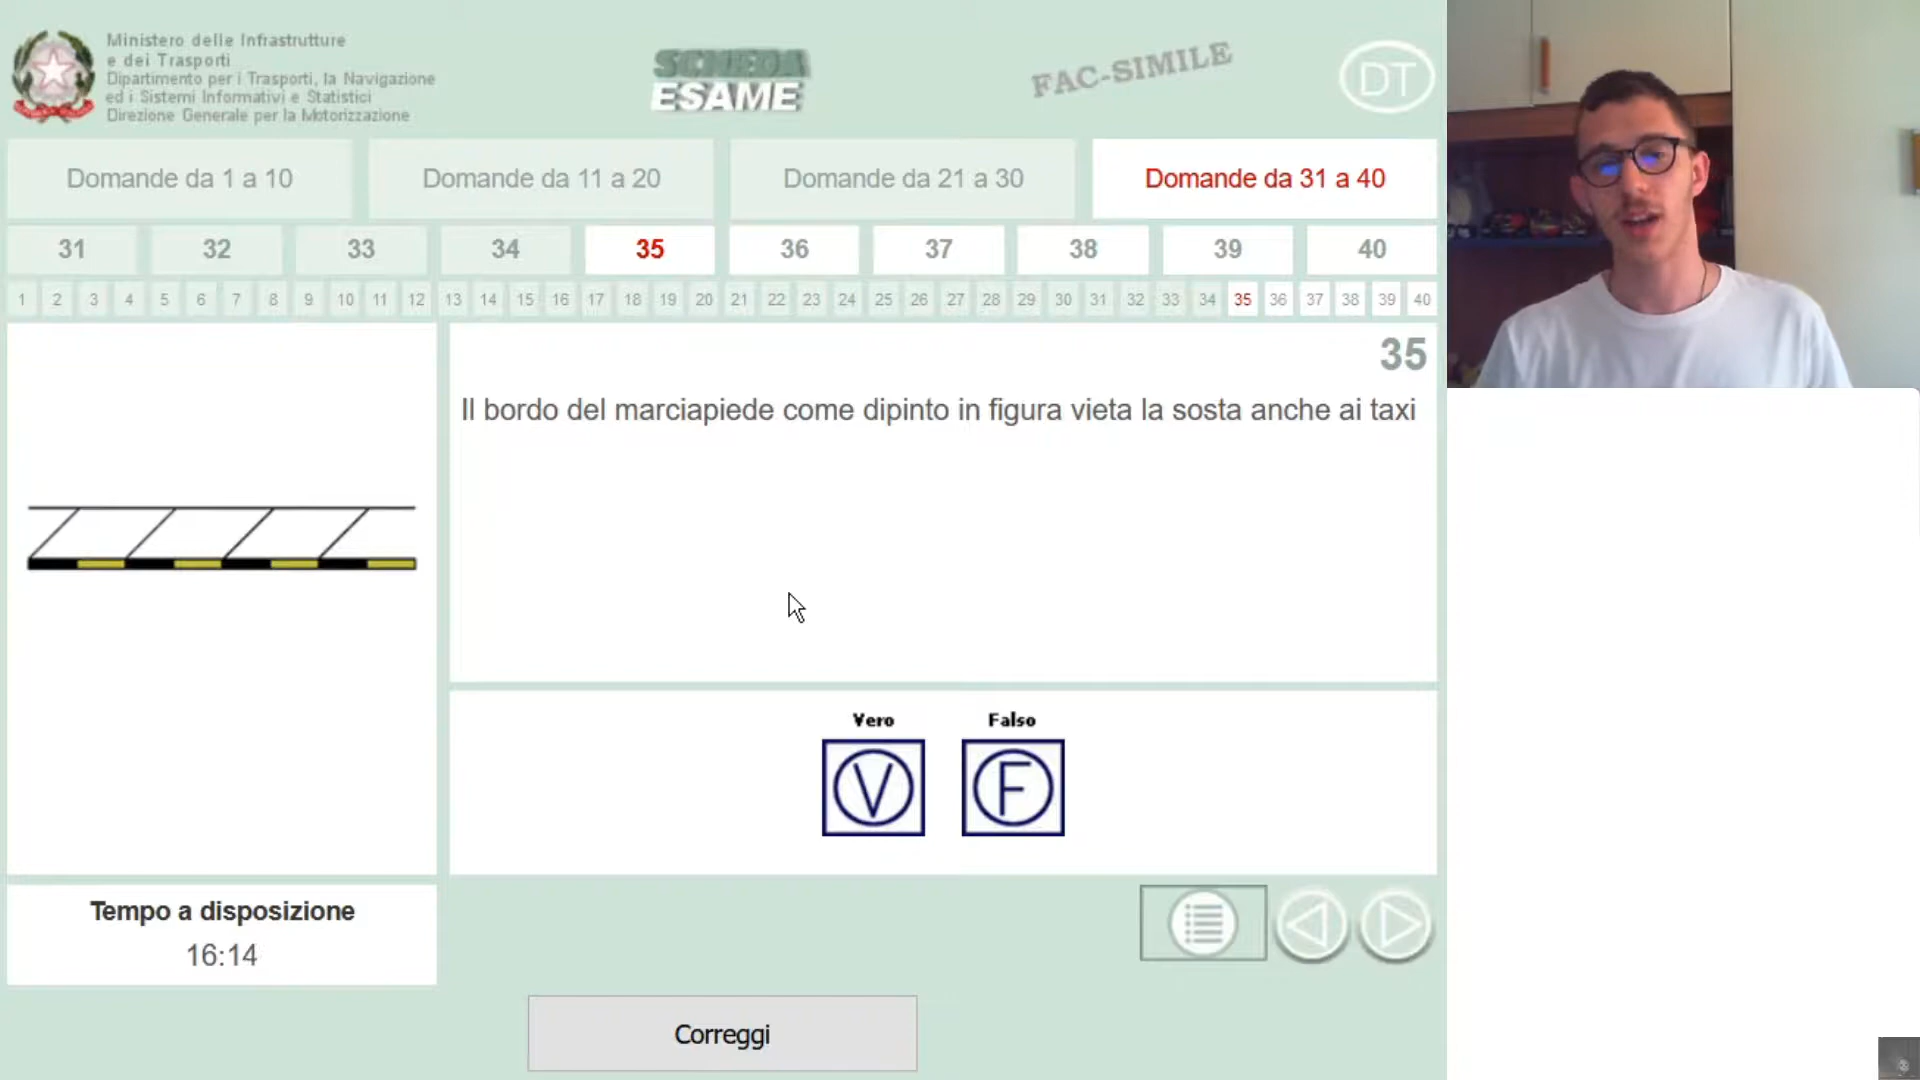 Ministero delle Infrastrutture
e dei Trasporti
Dipartimento per i Trasporti, la Navigazione
ed i Sistemi Informativi e Statistici
Direzione Generale per la Motorizzazione
SCHEDA
ESAME
FAC-SIMILE
DT
Domande da 1 a 10
Domande da 11 a 20
Domande da 21 a 30
Domande da 31 a 40
31 32 33 34 35 36 37 38 39 40
1 2 3 4 5 6 7 8 9 10 11 12 13 14 15 16 17 18 19 20 21 22 23 24 25 26 27 28 29 30 31 32 33 34 35 36 37 38 39 40
35
Il bordo del marciapiede come dipinto in figura vieta la sosta anche ai taxi
Vero Falso
V F
Tempo a disposizione
16:14
Correggi